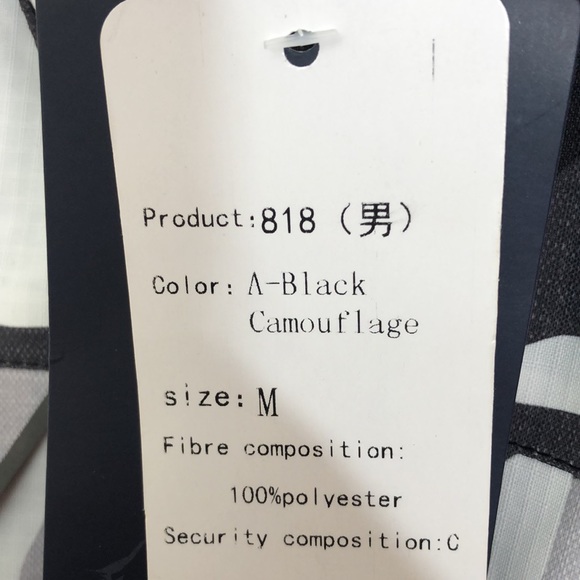 Product:818（男）
Color: A-Black
Camouflage
size: M
Fibre composition:
100%polyester
Security composition:C